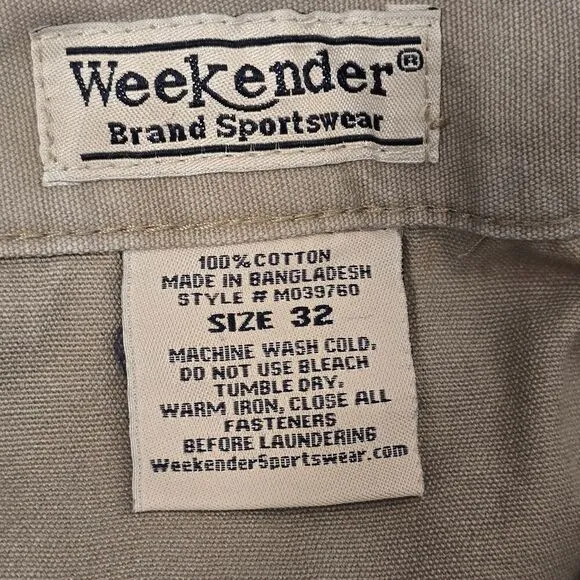 Weekender®
Brand Sportswear
100% COTTON
MADE IN BANGLADESH
STYLE # M039760
SIZE 32
MACHINE WASH COLD.
DO NOT USE BLEACH
TUMBLE DRY.
WARM IRON, CLOSE ALL
FASTENERS
BEFORE LAUNDERING
WeekenderSportswear.com